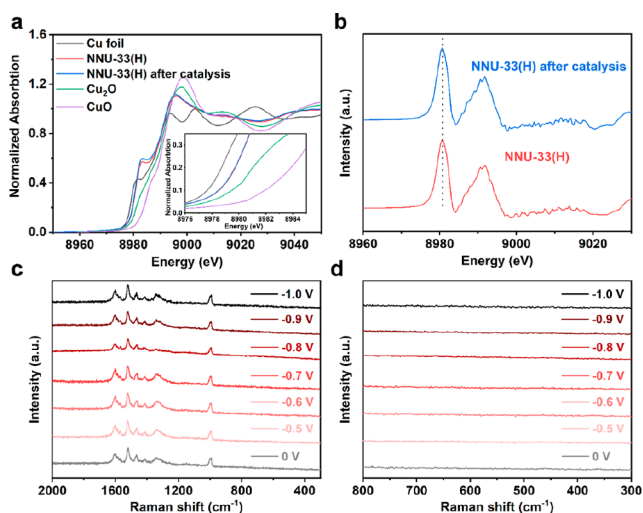 a
Cu foil
NNU-33(H)
NNU-33(H) after catalysis
Cu₂O
CuO
Normalized Absorbtion
1.8
1.2
0.6
0.0
8960
8980
9000
9020
9040
Energy (eV)
Normalized Absorbtion
0.3
0.2
0.1
0.0
8976
8978
8980
8982
8984
Energy (eV)
b
NNU-33(H) after catalysis
NNU-33(H)
Intensity (a.u.)
8960
8980
9000
9020
Energy (eV)
c
-1.0 V
-0.9 V
-0.8 V
-0.7 V
-0.6 V
-0.5 V
0 V
Intensity (a.u.)
2000
1600
1200
800
400
Raman shift (cm⁻¹)
d
-1.0 V
-0.9 V
-0.8 V
-0.7 V
-0.6 V
-0.5 V
0 V
Intensity (a.u.)
800
700
600
500
400
300
Raman shift (cm⁻¹)